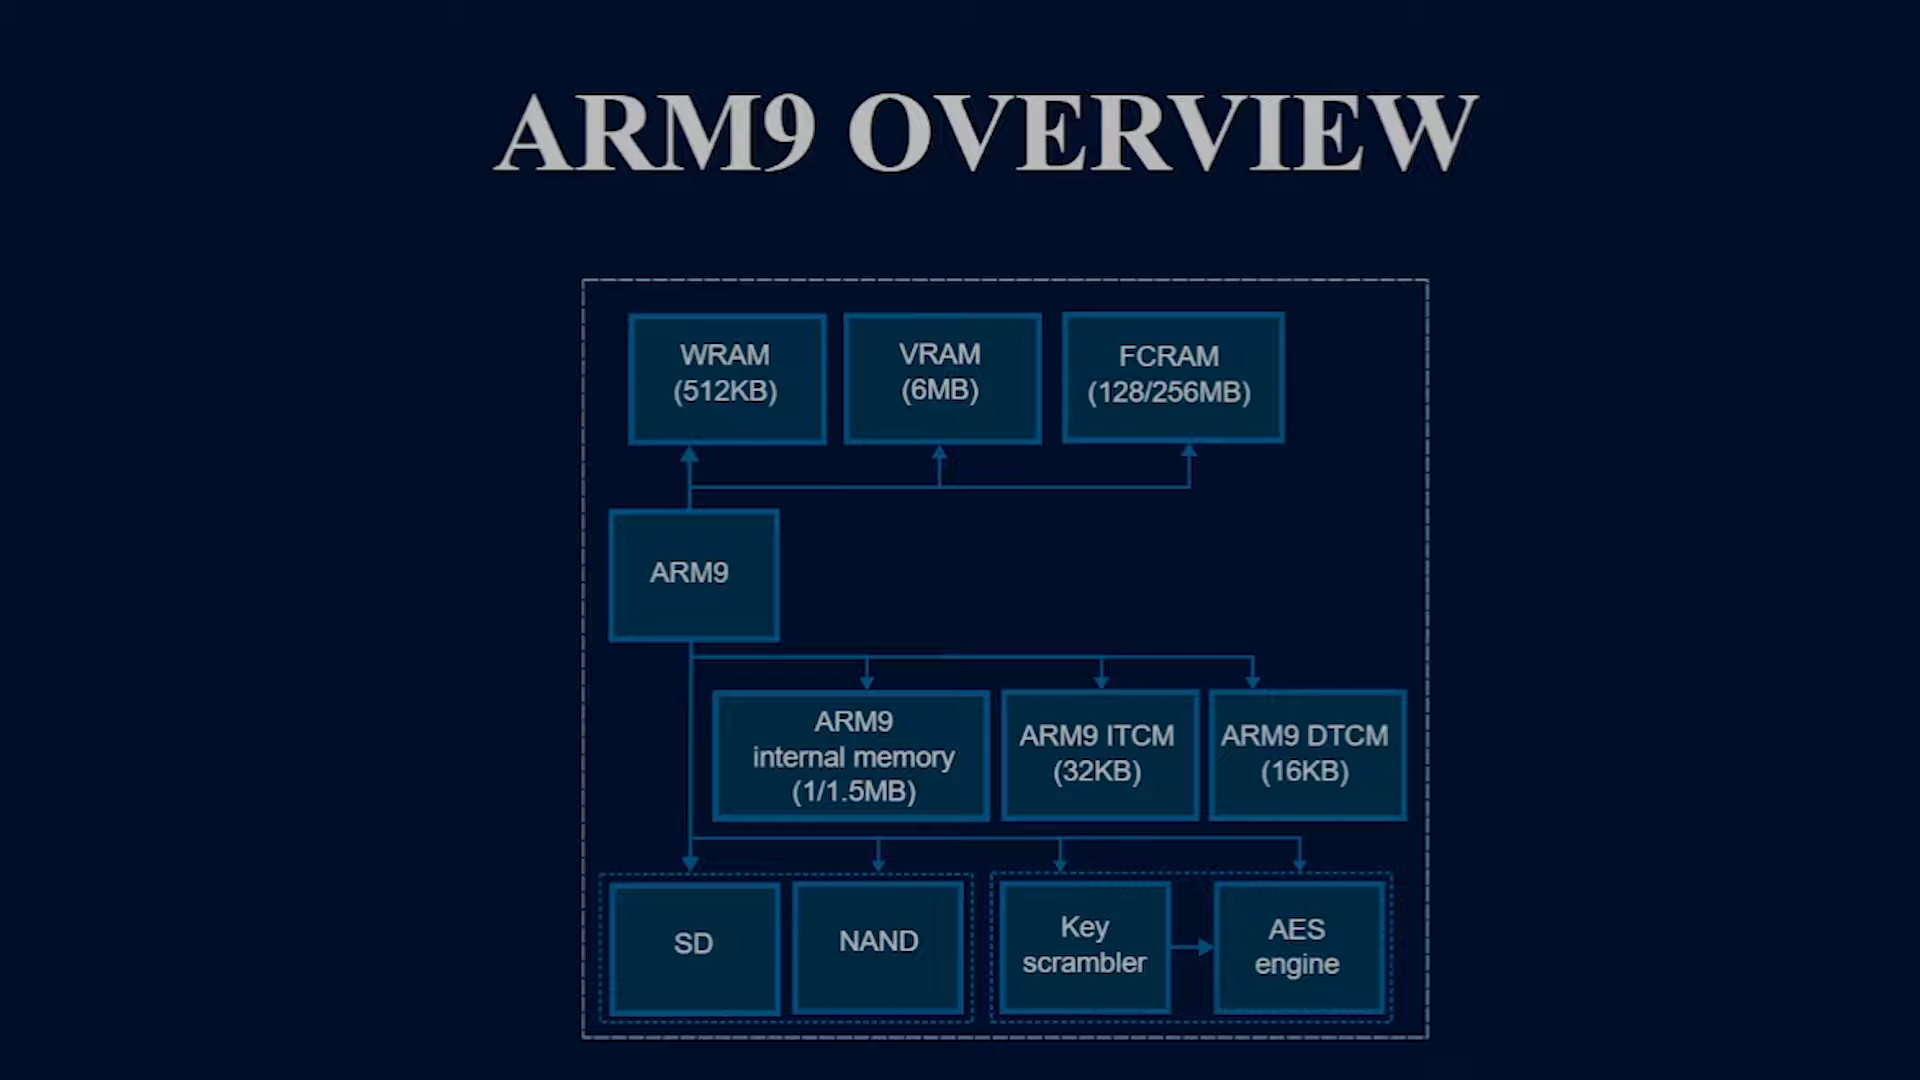 ARM9 OVERVIEW
WRAM
(512KB)
VRAM
(6MB)
FCRAM
(128/256MB)
ARM9
ARM9
internal memory
(1/1.5MB)
ARM9 ITCM
(32KB)
ARM9 DTCM
(16KB)
SD
NAND
Key
scrambler
AES
engine